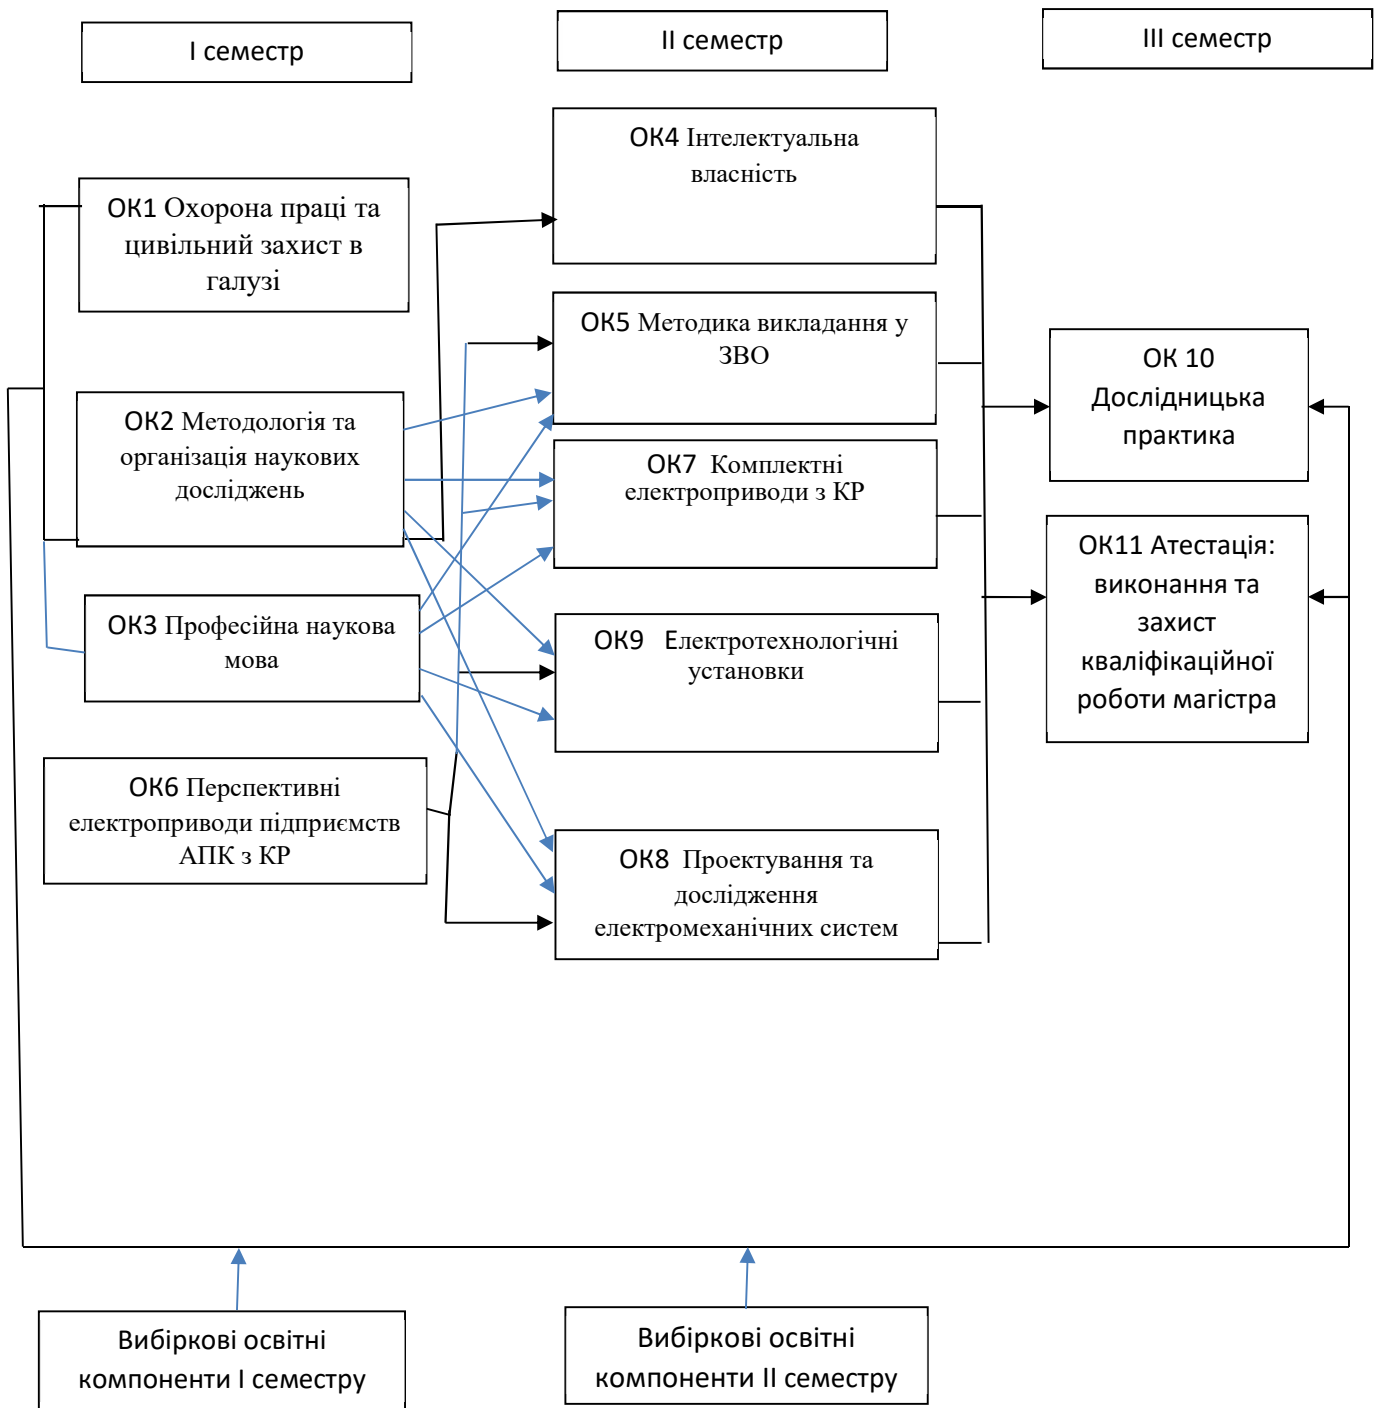 І семестр
ІІ семестр
ІІІ семестр
ОК1 Охорона праці та
цивільний захист в
галузі
ОК2 Методологія та
організація наукових
досліджень
ОК3 Професійна наукова
мова
ОК6 Перспективні
електроприводи підприємств
АПК з КР
ОК4 Інтелектуальна
власність
ОК5 Методика викладання у
ЗВО
ОК7 Комплектні
електроприводи з КР
ОК9 Електротехнологічні
установки
ОК8 Проектування та
дослідження
електромеханічних систем
ОК 10
Дослідницька
практика
ОК11 Атестація:
виконання та
захист
кваліфікаційної
роботи магістра
Вибіркові освітні
компоненти І семестру
Вибіркові освітні
компоненти ІІ семестру